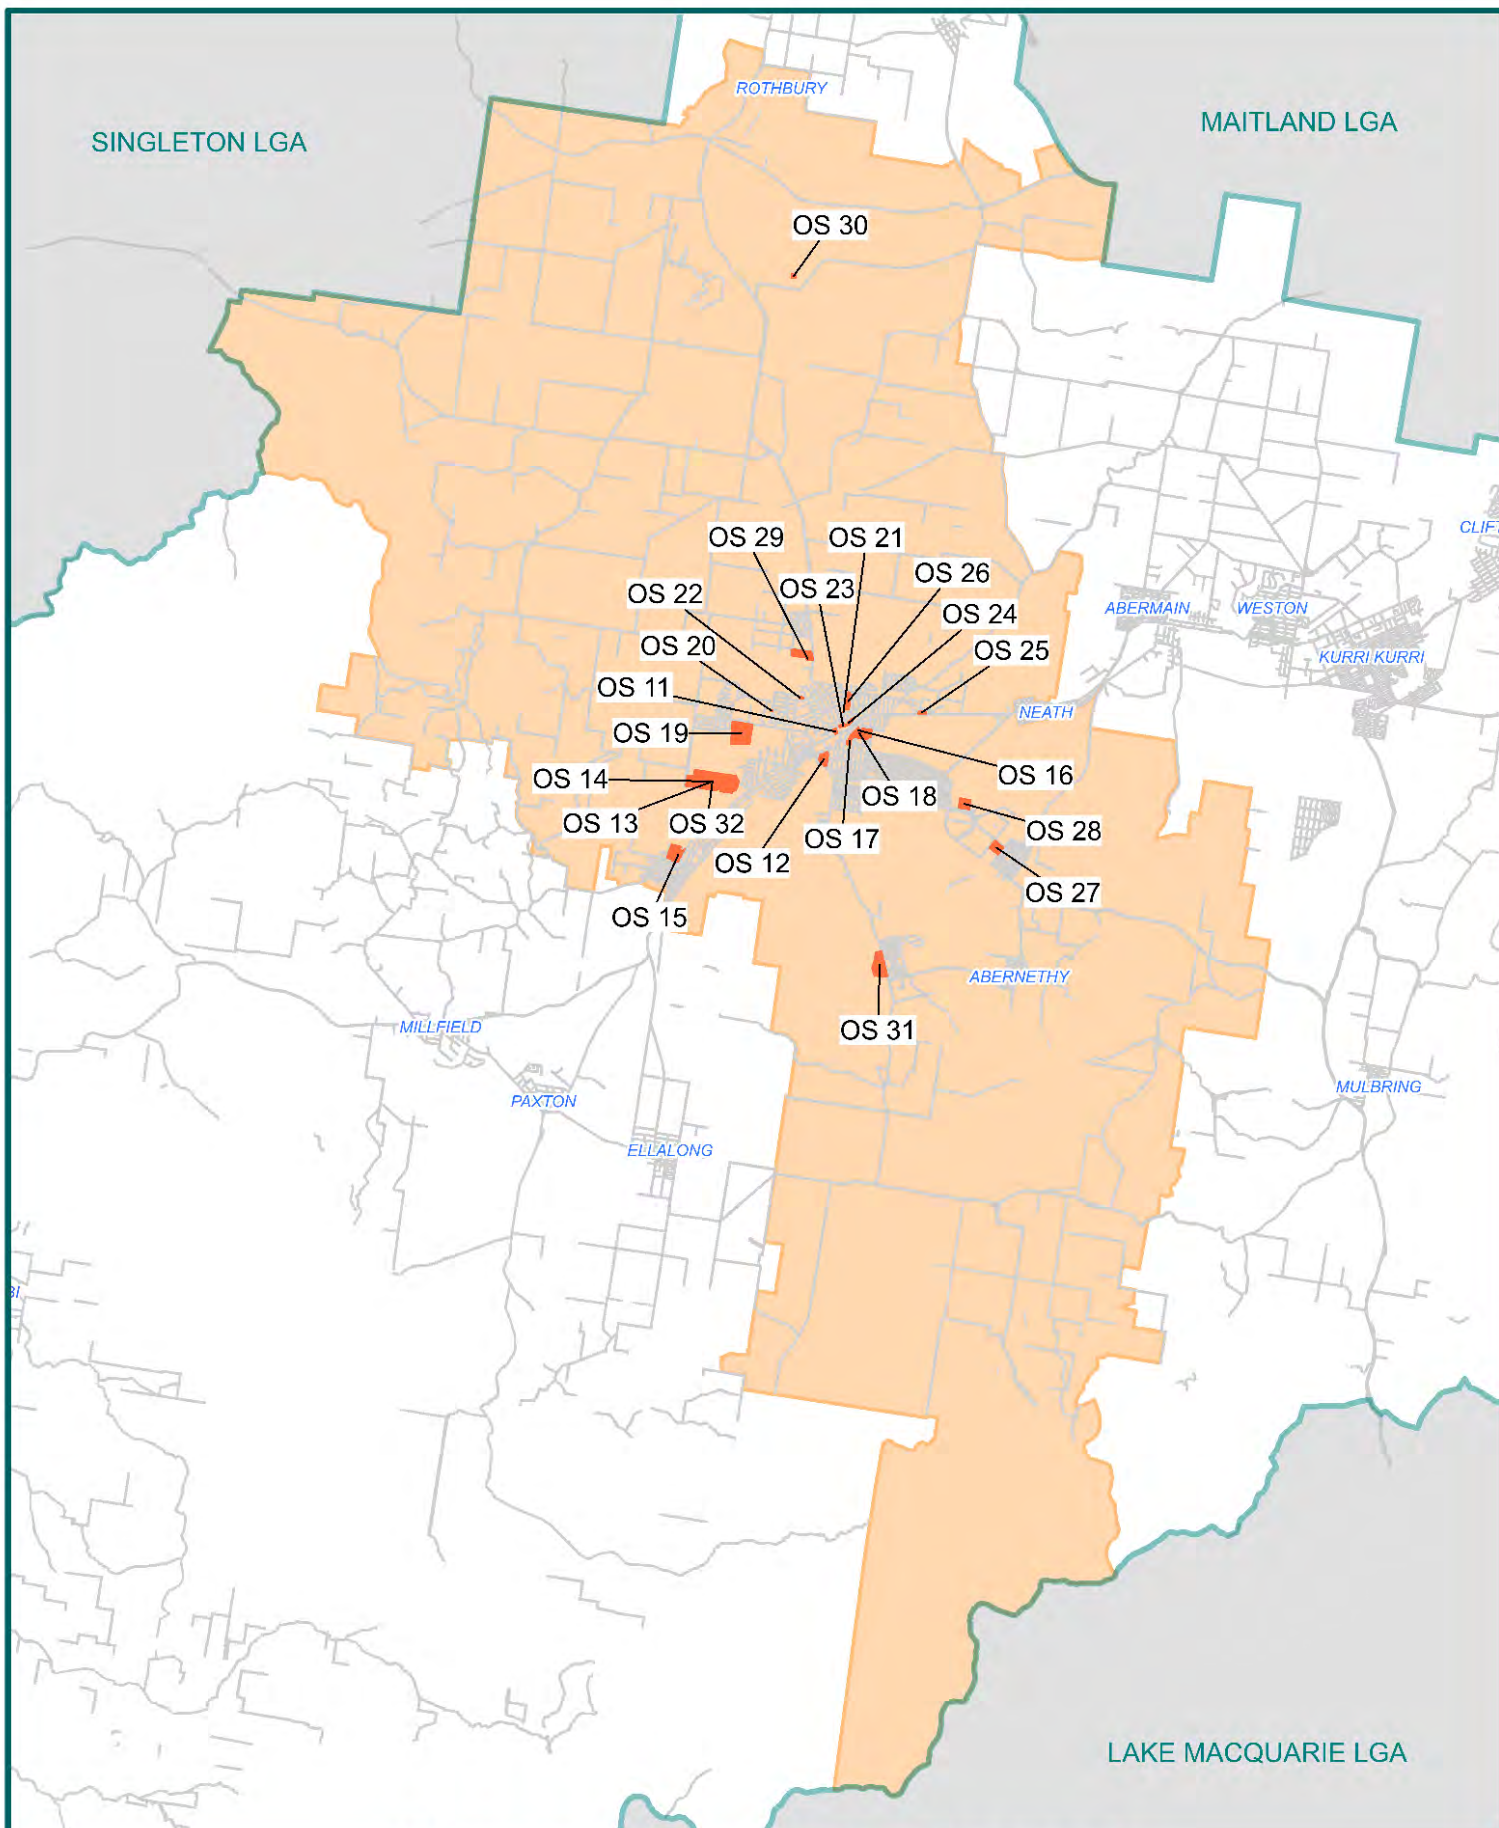 ROTHBURY
MAITLAND LGA
SINGLETON LGA
OS 30
CLIFT
OS 29
OS 21
OS 26
OS 23
OS 22
OS 24
ABERMAIN
WESTON
OS 20
OS 25
KURRI KURRI
OS 11
NEATH
OS 19
OS 14
OS 16
OS 18
OS 13
OS 32
OS 28
OS 17
OS 12
OS 27
OS 15
ABERNETHY
MILLFIELD
OS 31
MULBRING
PAXTON
ELLALONG
BI
LAKE MACQUARIE LGA